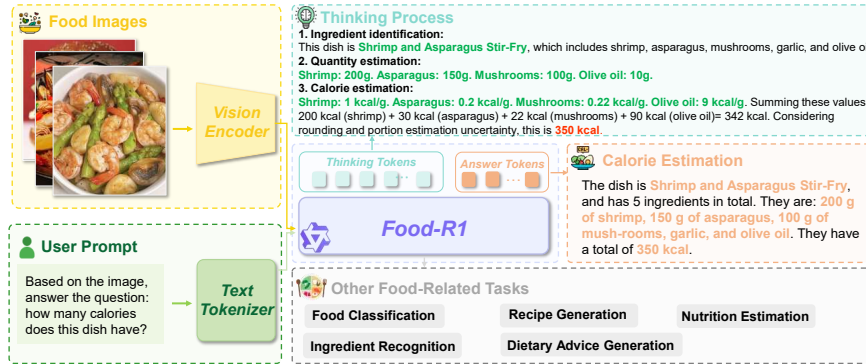 Food Images
Vision
Encoder
User Prompt
Based on the image,
answer the question:
how many calories
does this dish have?
Text
Tokenizer
Thinking Process
1. Ingredient identification:
This dish is Shrimp and Asparagus Stir-Fry, which includes shrimp, asparagus, mushrooms, garlic, and olive o
2. Quantity estimation:
Shrimp: 200g. Asparagus: 150g. Mushrooms: 100g. Olive oil: 10g.
3. Calorie estimation:
Shrimp: 1 kcal/g. Asparagus: 0.2 kcal/g. Mushrooms: 0.22 kcal/g. Olive oil: 9 kcal/g. Summing these values
200 kcal (shrimp) + 30 kcal (asparagus) + 22 kcal (mushrooms) + 90 kcal (olive oil)= 342 kcal. Considering
rounding and portion estimation uncertainty, this is 350 kcal.
Thinking Tokens
...
Answer Tokens
...
Food-R1
Calorie Estimation
The dish is Shrimp and Asparagus Stir-Fry,
and has 5 ingredients in total. They are: 200 g
of shrimp, 150 g of asparagus, 100 g of
mush-rooms, garlic, and olive oil. They have
a total of 350 kcal.
Other Food-Related Tasks
Food Classification
Recipe Generation
Nutrition Estimation
Ingredient Recognition
Dietary Advice Generation